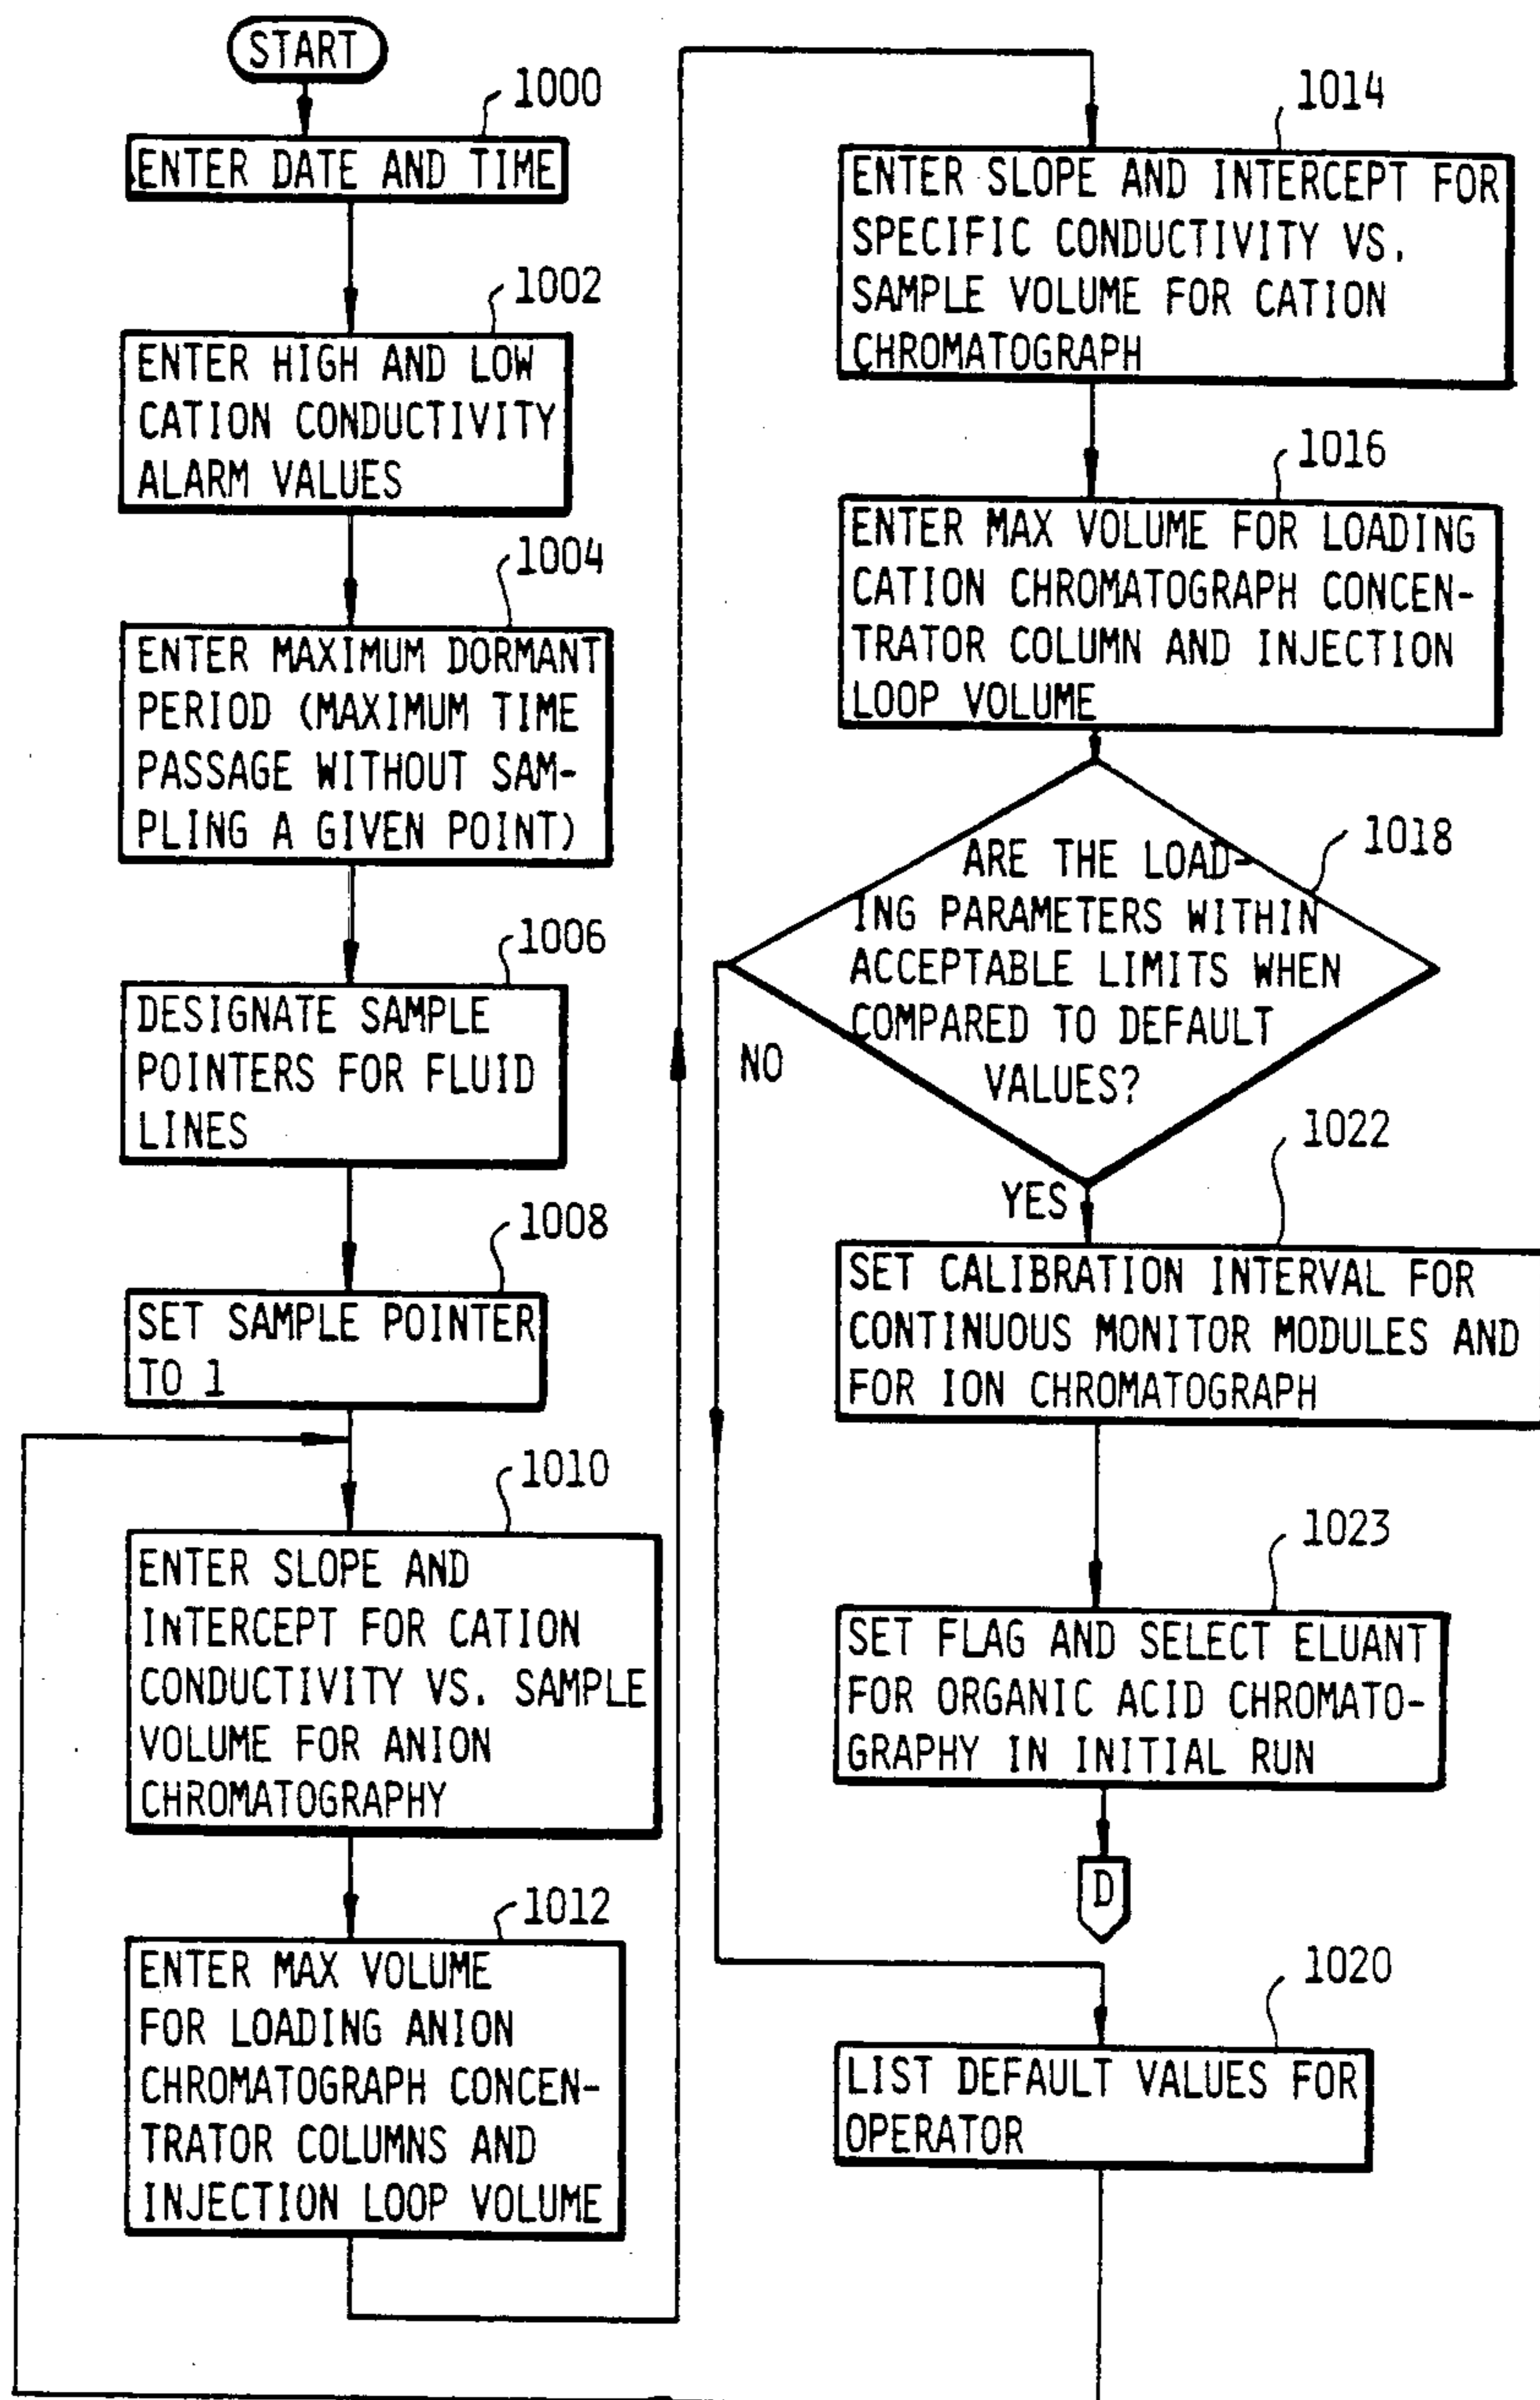 START
1000
ENTER DATE AND TIME
1002
ENTER HIGH AND LOW
CATION CONDUCTIVITY
ALARM VALUES
1004
ENTER MAXIMUM DORMANT
PERIOD (MAXIMUM TIME
PASSAGE WITHOUT SAM-
PLING A GIVEN POINT)
1006
DESIGNATE SAMPLE
POINTERS FOR FLUID
LINES
1008
SET SAMPLE POINTER
TO 1
1010
ENTER SLOPE AND
INTERCEPT FOR CATION
CONDUCTIVITY VS. SAMPLE
VOLUME FOR ANION
CHROMATOGRAPHY
1012
ENTER MAX VOLUME
FOR LOADING ANION
CHROMATOGRAPH CONCEN-
TRATOR COLUMNS AND
INJECTION LOOP VOLUME
1014
ENTER SLOPE AND INTERCEPT FOR
SPECIFIC CONDUCTIVITY VS.
SAMPLE VOLUME FOR CATION
CHROMATOGRAPH
1016
ENTER MAX VOLUME FOR LOADING
CATION CHROMATOGRAPH CONCEN-
TRATOR COLUMN AND INJECTION
LOOP VOLUME
1018
ARE THE LOAD-
ING PARAMETERS WITHIN
ACCEPTABLE LIMITS WHEN
COMPARED TO DEFAULT
VALUES?
NO
YES
1022
SET CALIBRATION INTERVAL FOR
CONTINUOUS MONITOR MODULES AND
FOR ION CHROMATOGRAPH
1023
SET FLAG AND SELECT ELUANT
FOR ORGANIC ACID CHROMATO-
GRAPHY IN INITIAL RUN
D
1020
LIST DEFAULT VALUES FOR
OPERATOR